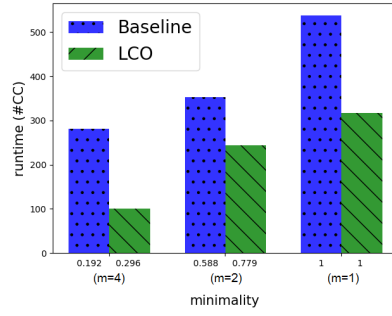 Baseline
LCO
runtime (#CC)
500
400
300
200
100
0
0.192 0.296 0.588 0.779 1 1
(m=4) (m=2) (m=1)
minimality